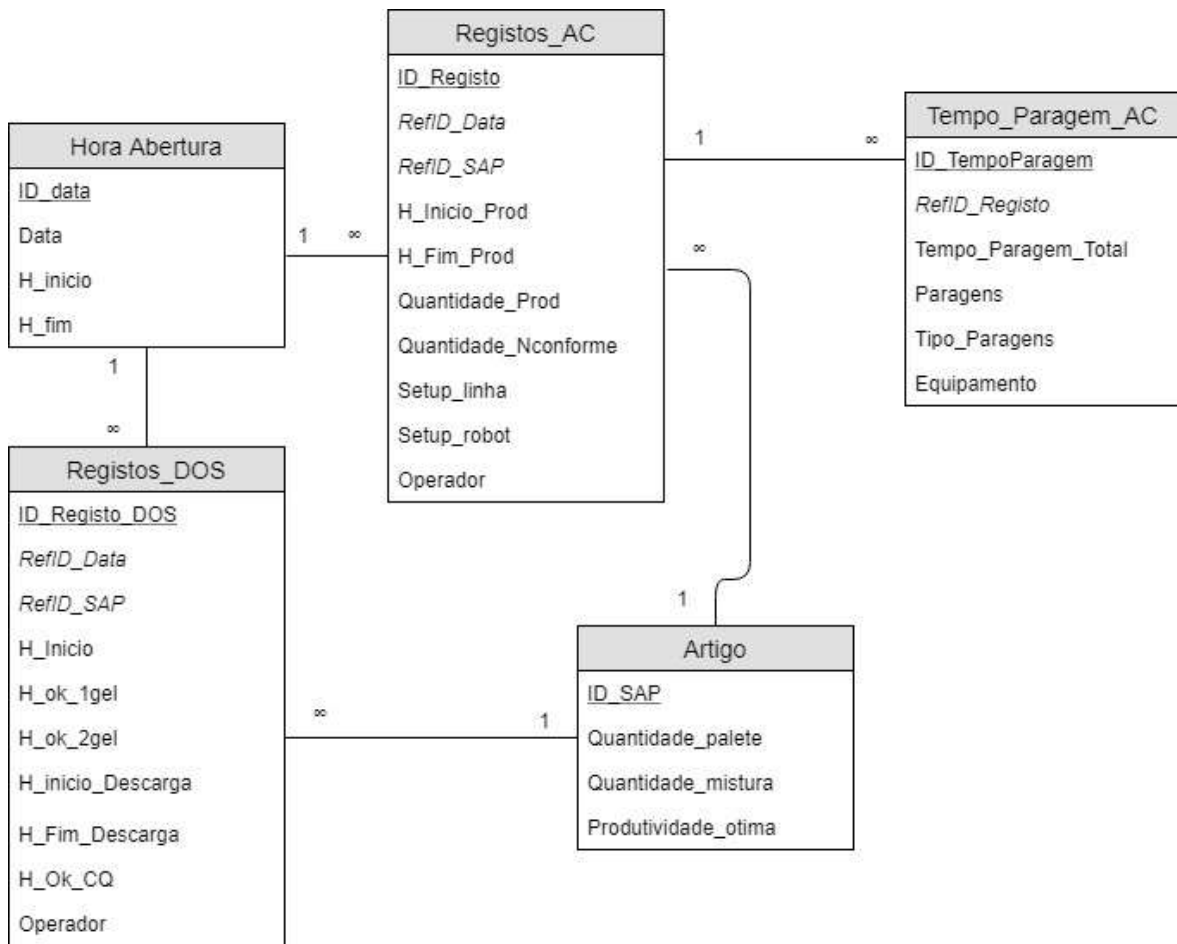 Registos_AC
ID_Registo
RefID_Data
RefID_SAP
H_Inicio_Prod
H_Fim_Prod
Quantidade_Prod
Quantidade_Nconforme
Setup_linha
Setup_robot
Operador
Tempo_Paragem_AC
ID_TempoParagem
RefID_Registo
Tempo_Paragem_Total
Paragens
Tipo_Paragens
Equipamento
1
∞
Hora Abertura
ID_data
Data
H_inicio
H_fim
1
∞
∞
1
∞
Registos_DOS
ID_Registo_DOS
RefID_Data
RefID_SAP
H_Inicio
H_ok_1gel
H_ok_2gel
H_inicio_Descarga
H_Fim_Descarga
H_Ok_CQ
Operador
1
Artigo
ID_SAP
Quantidade_palete
Quantidade_mistura
Produtividade_otima
∞
1